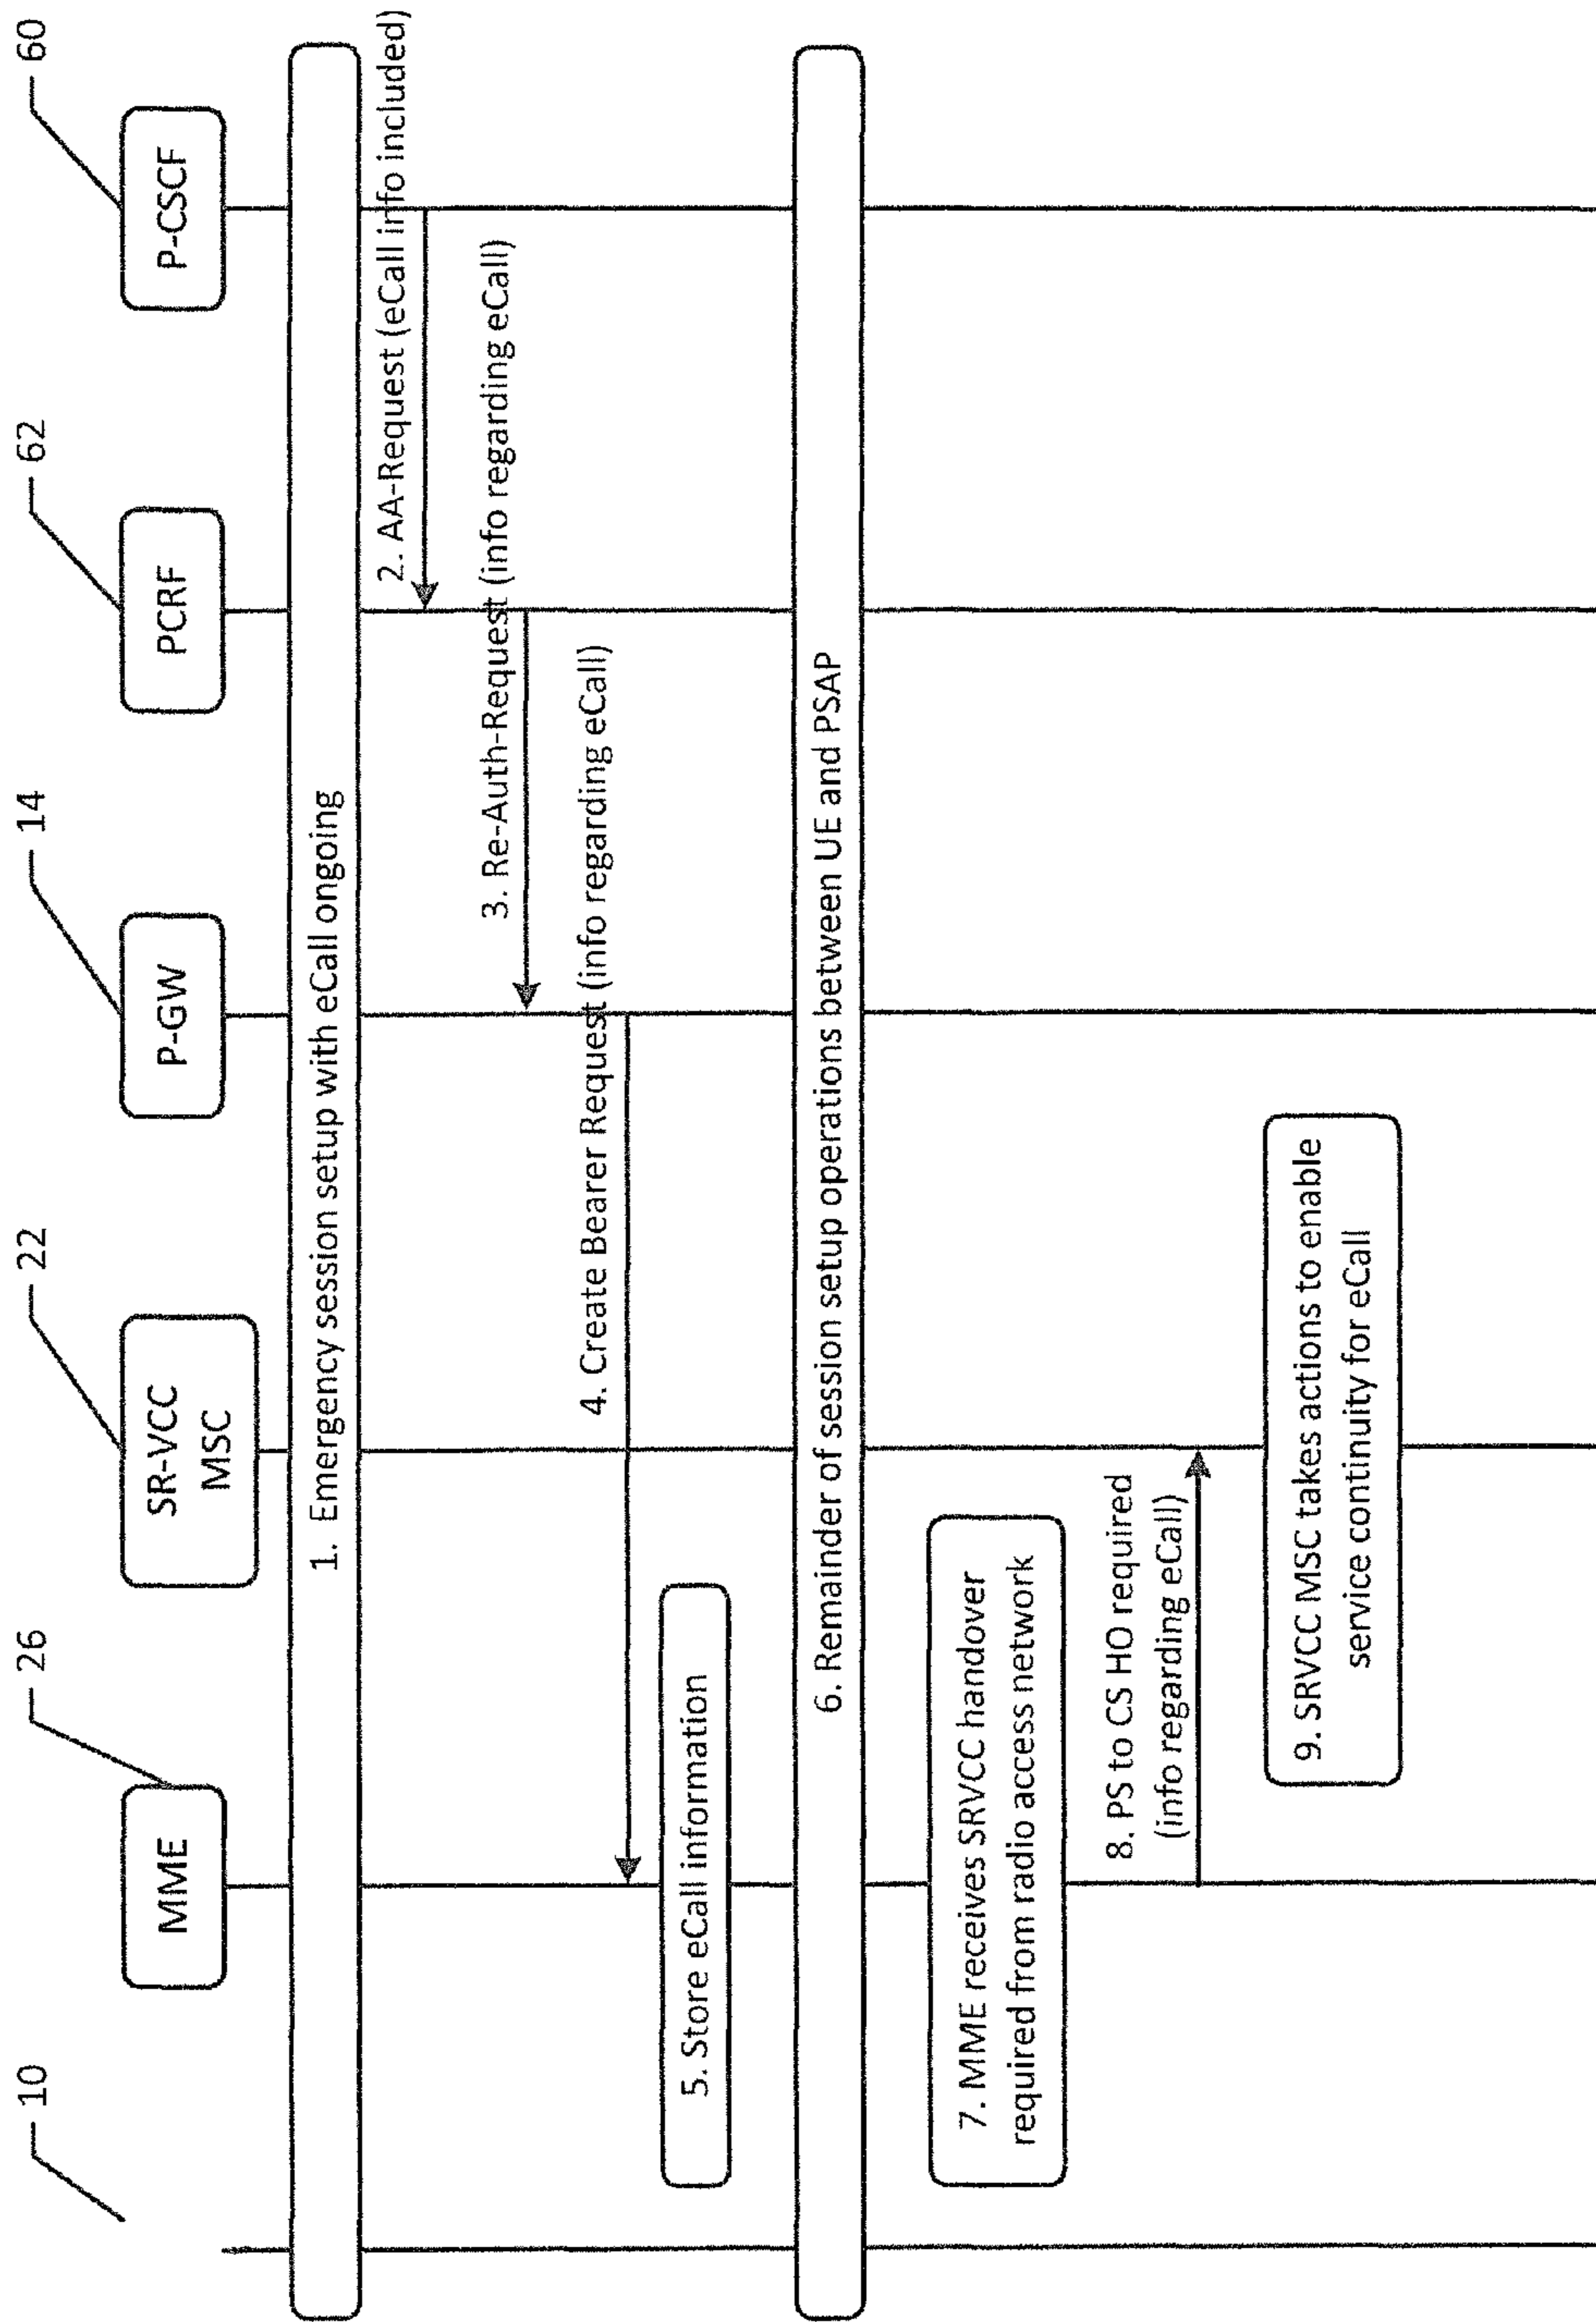 10
26
22
14
62
60
MME
SR-VCC
MSC
P-GW
PCRF
P-CSCF
1. Emergency session setup with eCall ongoing
2. AA-Request (eCall info included)
3. Re-Auth-Request (info regarding eCall)
4. Create Bearer Request (info regarding eCall)
5. Store eCall information
6. Remainder of session setup operations between UE and PSAP
7. MME receives SRVCC handover
required from radio access network
8. PS to CS HO required
(info regarding eCall)
9. SRVCC MSC takes actions to enable
service continuity for eCall